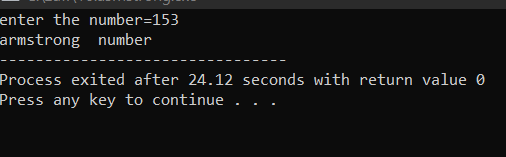 enter the number=153
armstrong  number
--------------------------------
Process exited after 24.12 seconds with return value 0
Press any key to continue . . .